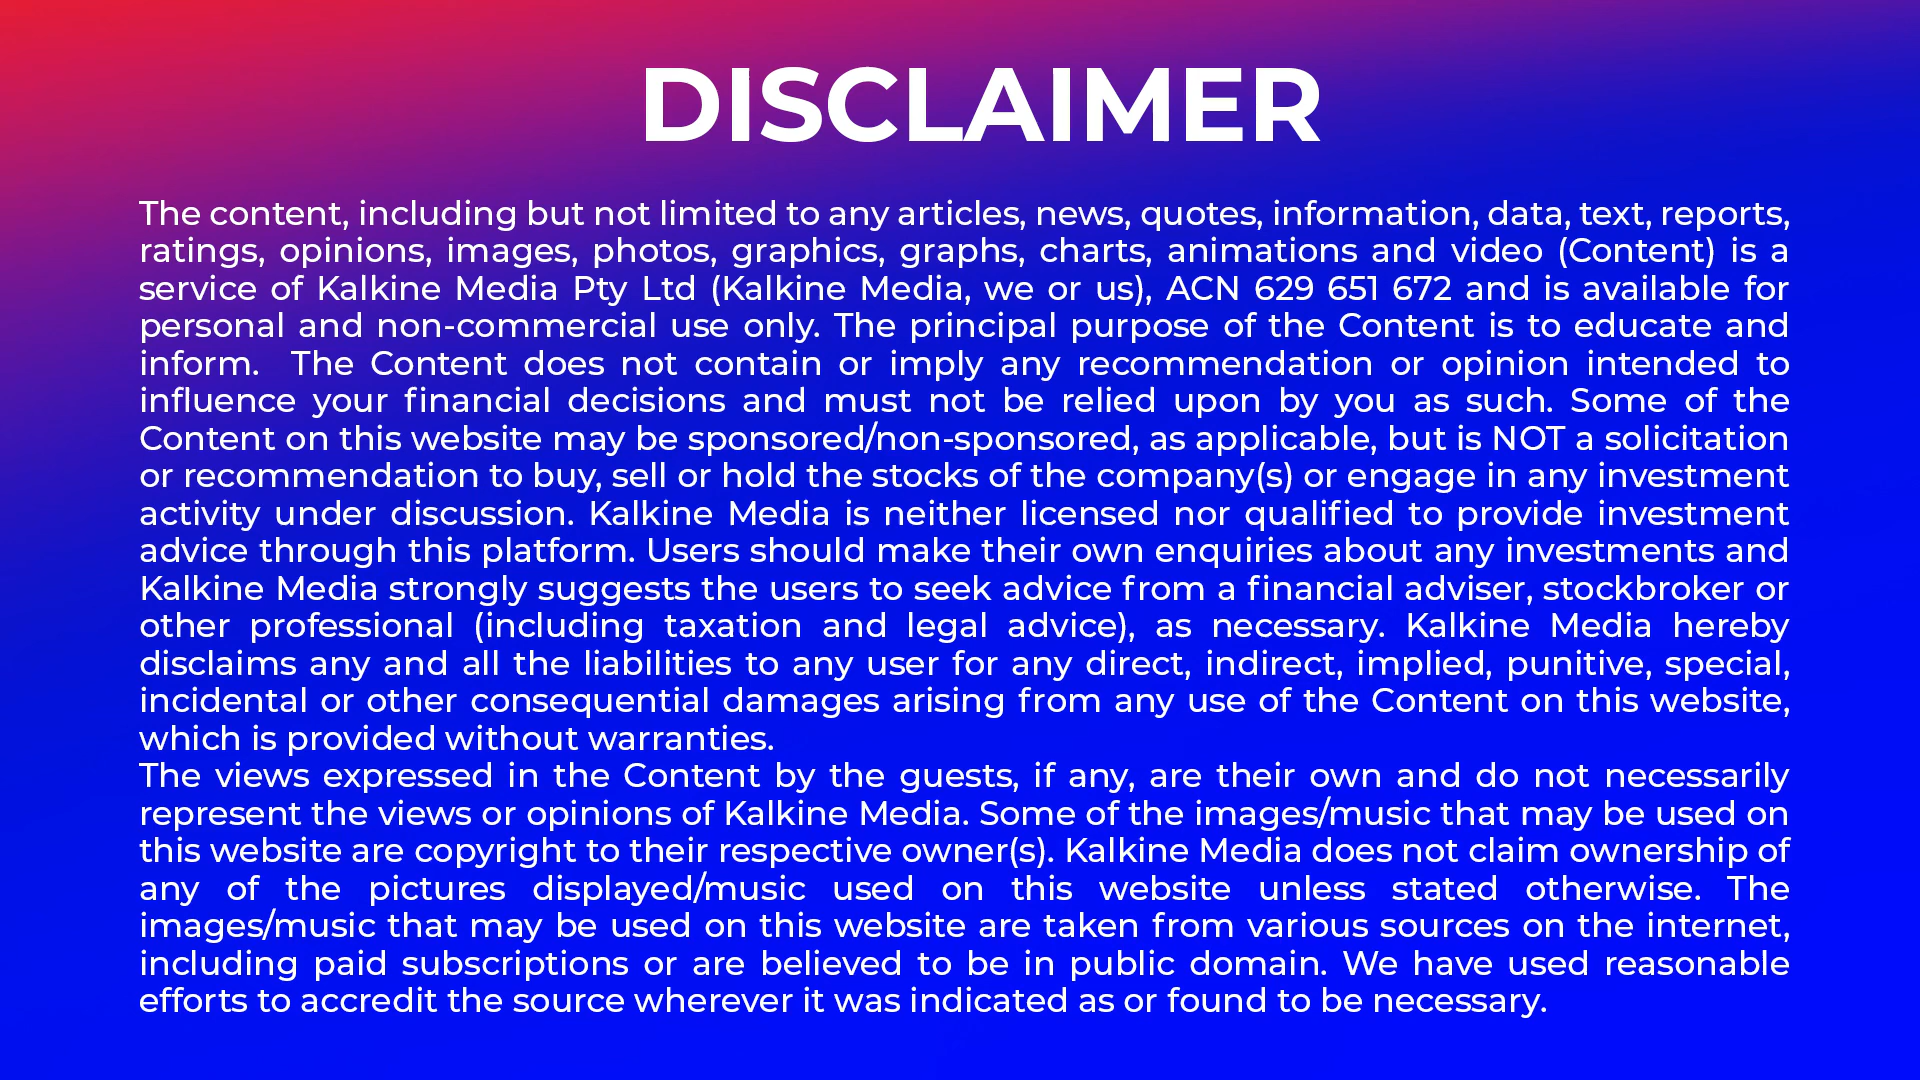 DISCLAIMER
The content, including but not limited to any articles, news, quotes, information, data, text, reports,
ratings, opinions, images, photos, graphics, graphs, charts, animations and video (Content) is a
service of Kalkine Media Pty Ltd (Kalkine Media, we or us), ACN 629 651 672 and is available for
personal and non-commercial use only. The principal purpose of the Content is to educate and
inform.  The Content does not contain or imply any recommendation or opinion intended to
influence your financial decisions and must not be relied upon by you as such. Some of the
Content on this website may be sponsored/non-sponsored, as applicable, but is NOT a solicitation
or recommendation to buy, sell or hold the stocks of the company(s) or engage in any investment
activity under discussion. Kalkine Media is neither licensed nor qualified to provide investment
advice through this platform. Users should make their own enquiries about any investments and
Kalkine Media strongly suggests the users to seek advice from a financial adviser, stockbroker or
other professional (including taxation and legal advice), as necessary. Kalkine Media hereby
disclaims any and all the liabilities to any user for any direct, indirect, implied, punitive, special,
incidental or other consequential damages arising from any use of the Content on this website,
which is provided without warranties.
The views expressed in the Content by the guests, if any, are their own and do not necessarily
represent the views or opinions of Kalkine Media. Some of the images/music that may be used on
this website are copyright to their respective owner(s). Kalkine Media does not claim ownership of
any of the pictures displayed/music used on this website unless stated otherwise. The
images/music that may be used on this website are taken from various sources on the internet,
including paid subscriptions or are believed to be in public domain. We have used reasonable
efforts to accredit the source wherever it was indicated as or found to be necessary.